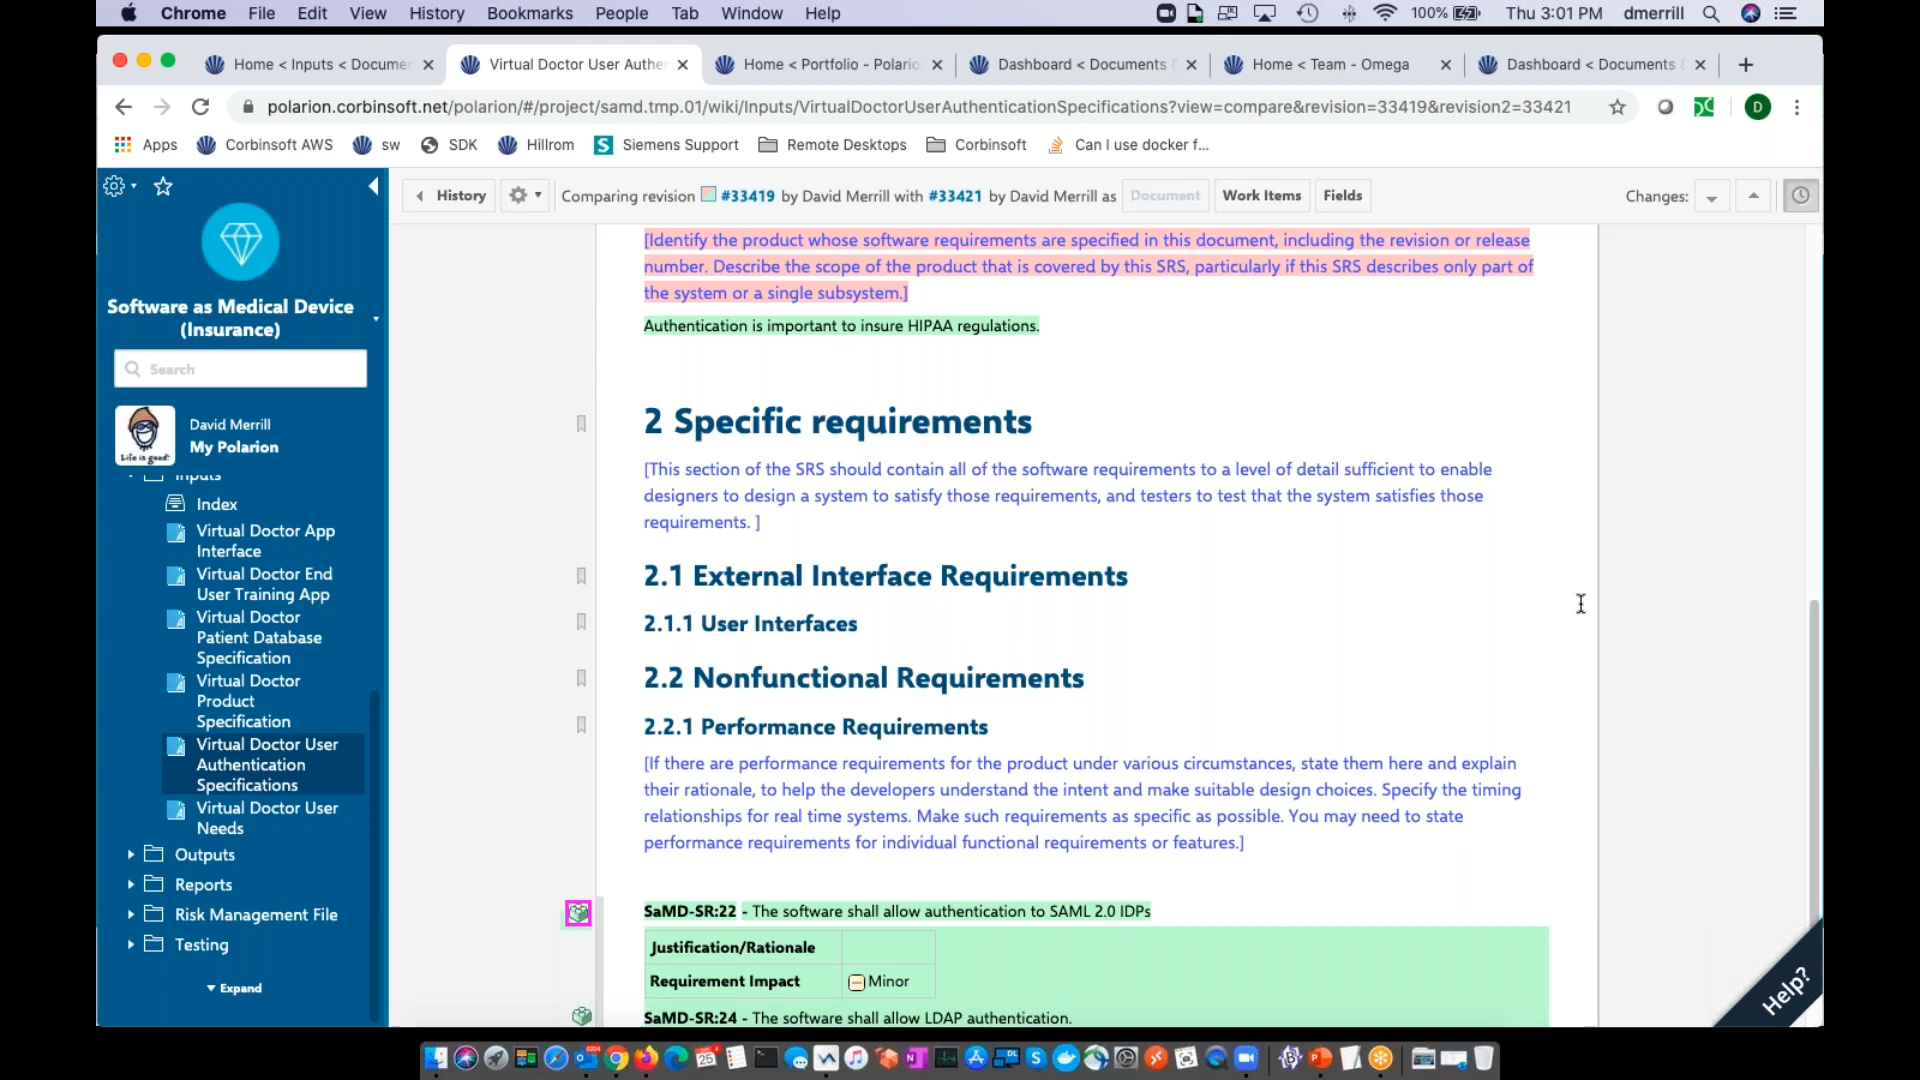 Chrome File Edit View History Bookmarks People Tab Window Help 100% Thu 3:01 PM dmerrill
Home < Inputs < Documen Virtual Doctor User Authen Home < Portfolio - Polario Dashboard < Documents Home < Team - Omega Dashboard < Documents
polarion.corbinsoft.net/polarion/#/project/samd.tmp.01/wiki/Inputs/VirtualDoctorUserAuthenticationSpecifications?view=compare&revision=33419&revision2=33421
D
Apps Corbinsoft AWS sw SDK Hillrom Siemens Support Remote Desktops Corbinsoft Can I use docker f...
History Comparing revision #33419 by David Merrill with #33421 by David Merrill as Document Work Items Fields Changes:
Software as Medical Device
(Insurance)
Search
David Merrill
My Polarion
Life is good
Inputs
Index
Virtual Doctor App
Interface
Virtual Doctor End
User Training App
Virtual Doctor
Patient Database
Specification
Virtual Doctor
Product
Specification
Virtual Doctor User
Authentication
Specifications
Virtual Doctor User
Needs
Outputs
Reports
Risk Management File
Testing
Expand
[Identify the product whose software requirements are specified in this document, including the revision or release
number. Describe the scope of the product that is covered by this SRS, particularly if this SRS describes only part of
the system or a single subsystem.]
Authentication is important to insure HIPAA regulations.
2 Specific requirements
[This section of the SRS should contain all of the software requirements to a level of detail sufficient to enable
designers to design a system to satisfy those requirements, and testers to test that the system satisfies those
requirements. ]
2.1 External Interface Requirements
2.1.1 User Interfaces
2.2 Nonfunctional Requirements
2.2.1 Performance Requirements
[If there are performance requirements for the product under various circumstances, state them here and explain
their rationale, to help the developers understand the intent and make suitable design choices. Specify the timing
relationships for real time systems. Make such requirements as specific as possible. You may need to state
performance requirements for individual functional requirements or features.]
SaMD-SR:22 - The software shall allow authentication to SAML 2.0 IDPs
Justification/Rationale
Requirement Impact Minor
SaMD-SR:24 - The software shall allow LDAP authentication.
Help?